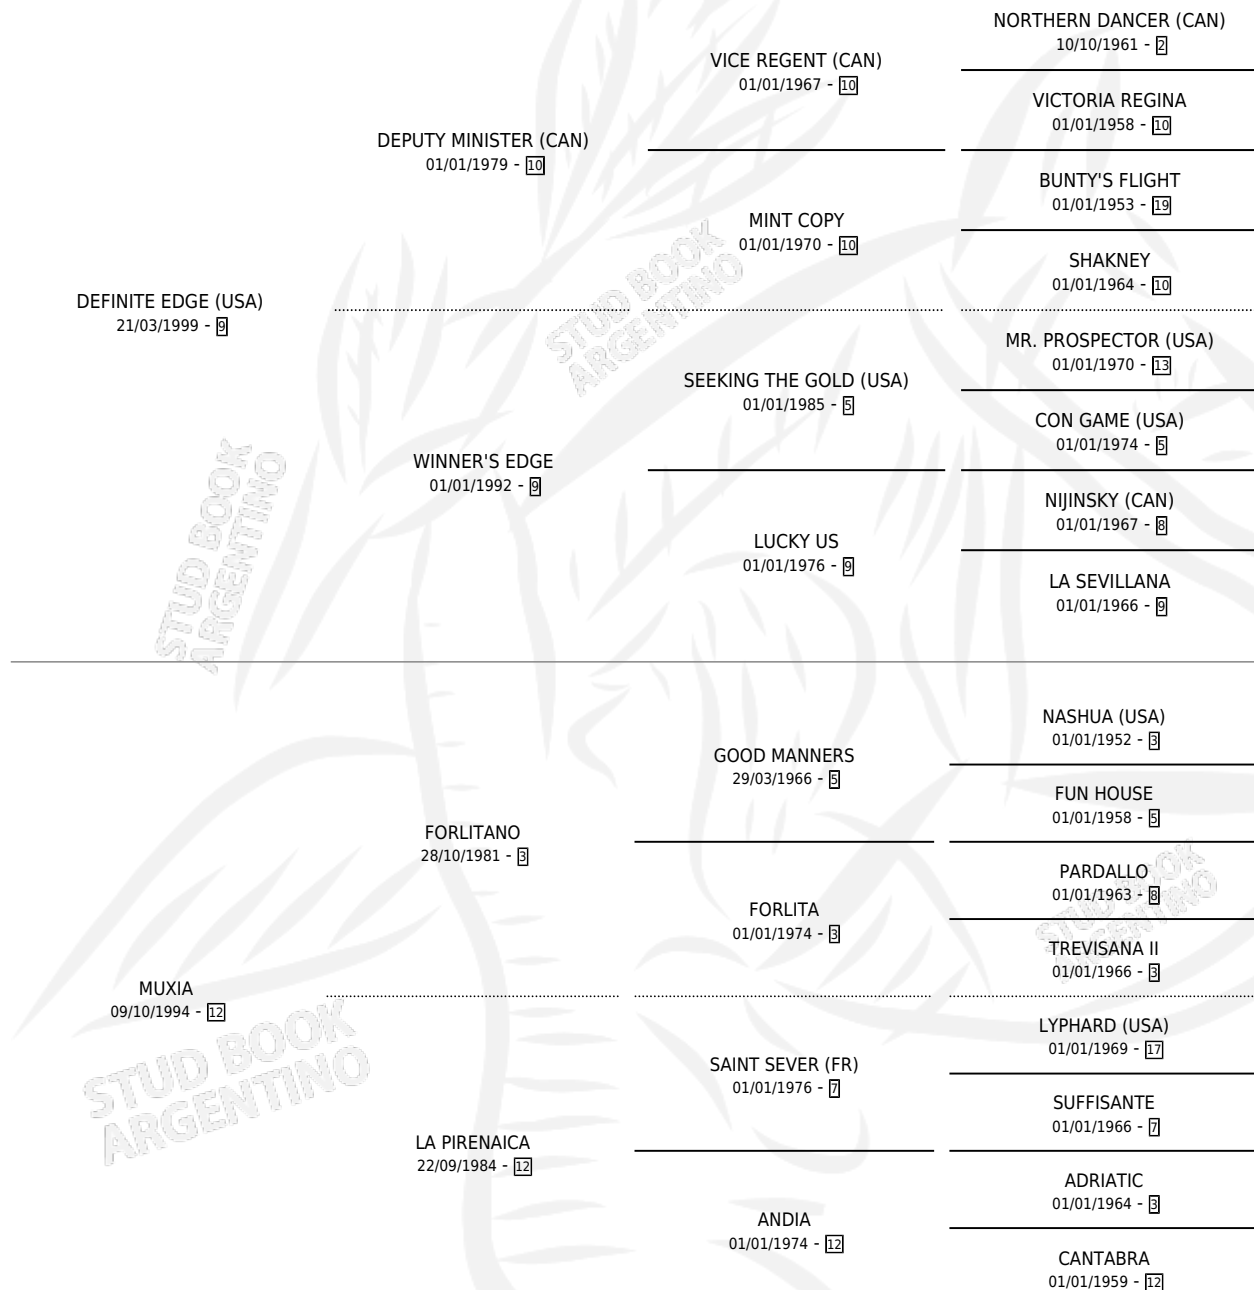 NORTHERN DANCER (CAN)
10/10/1961 - 2
VICE REGENT (CAN)
01/01/1967 - 10
VICTORIA REGINA
01/01/1958 - 10
DEPUTY MINISTER (CAN)
01/01/1979 - 10
BUNTY'S FLIGHT
01/01/1953 - 19
MINT COPY
01/01/1970 - 10
SHAKNEY
01/01/1964 - 10
DEFINITE EDGE (USA)
21/03/1999 - 9
STUD BOOK
ARGENTINO
MR. PROSPECTOR (USA)
01/01/1970 - 13
SEEKING THE GOLD (USA)
01/01/1985 - 5
CON GAME (USA)
01/01/1974 - 5
WINNER'S EDGE
01/01/1992 - 9
NIJINSKY (CAN)
01/01/1967 - 8
LUCKY US
01/01/1976 - 9
LA SEVILLANA
01/01/1966 - 9
STUD BOOK
ARGENTINO
NASHUA (USA)
01/01/1952 - 3
GOOD MANNERS
29/03/1966 - 5
FUN HOUSE
01/01/1958 - 5
FORLITANO
28/10/1981 - 3
PARDALLO
01/01/1963 - 8
FORLITA
01/01/1974 - 3
TREVISANA II
01/01/1966 - 3
STUD BOOK
ARGENTINO
MUXIA
09/10/1994 - 12
STUD BOOK
ARGENTINO
LYPHARD (USA)
01/01/1969 - 17
SAINT SEVER (FR)
01/01/1976 - 7
SUFFISANTE
01/01/1966 - 7
LA PIRENAICA
22/09/1984 - 12
ADRIATIC
01/01/1964 - 3
ANDIA
01/01/1974 - 12
CANTABRA
01/01/1959 - 12